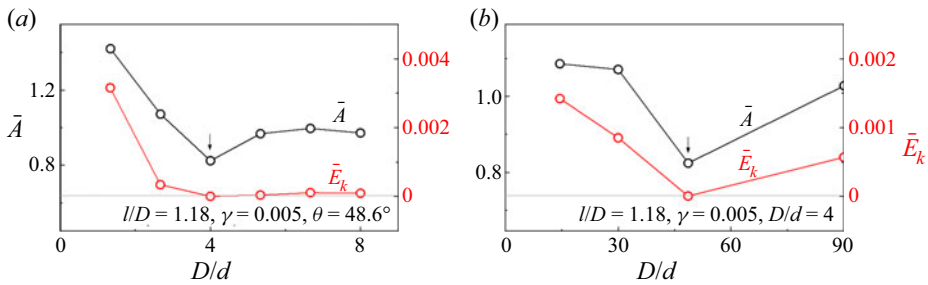 (a)
(b)
0.004
0.002
0
1.2
0.8
Ā
Ā
Ē_k
l/D = 1.18, γ = 0.005, θ = 48.6°
0 4 8
D/d
0.002
0.001
0
1.0
0.8
Ā
Ē_k
Ē_k
l/D = 1.18, γ = 0.005, D/d = 4
0 30 60 90
D/d